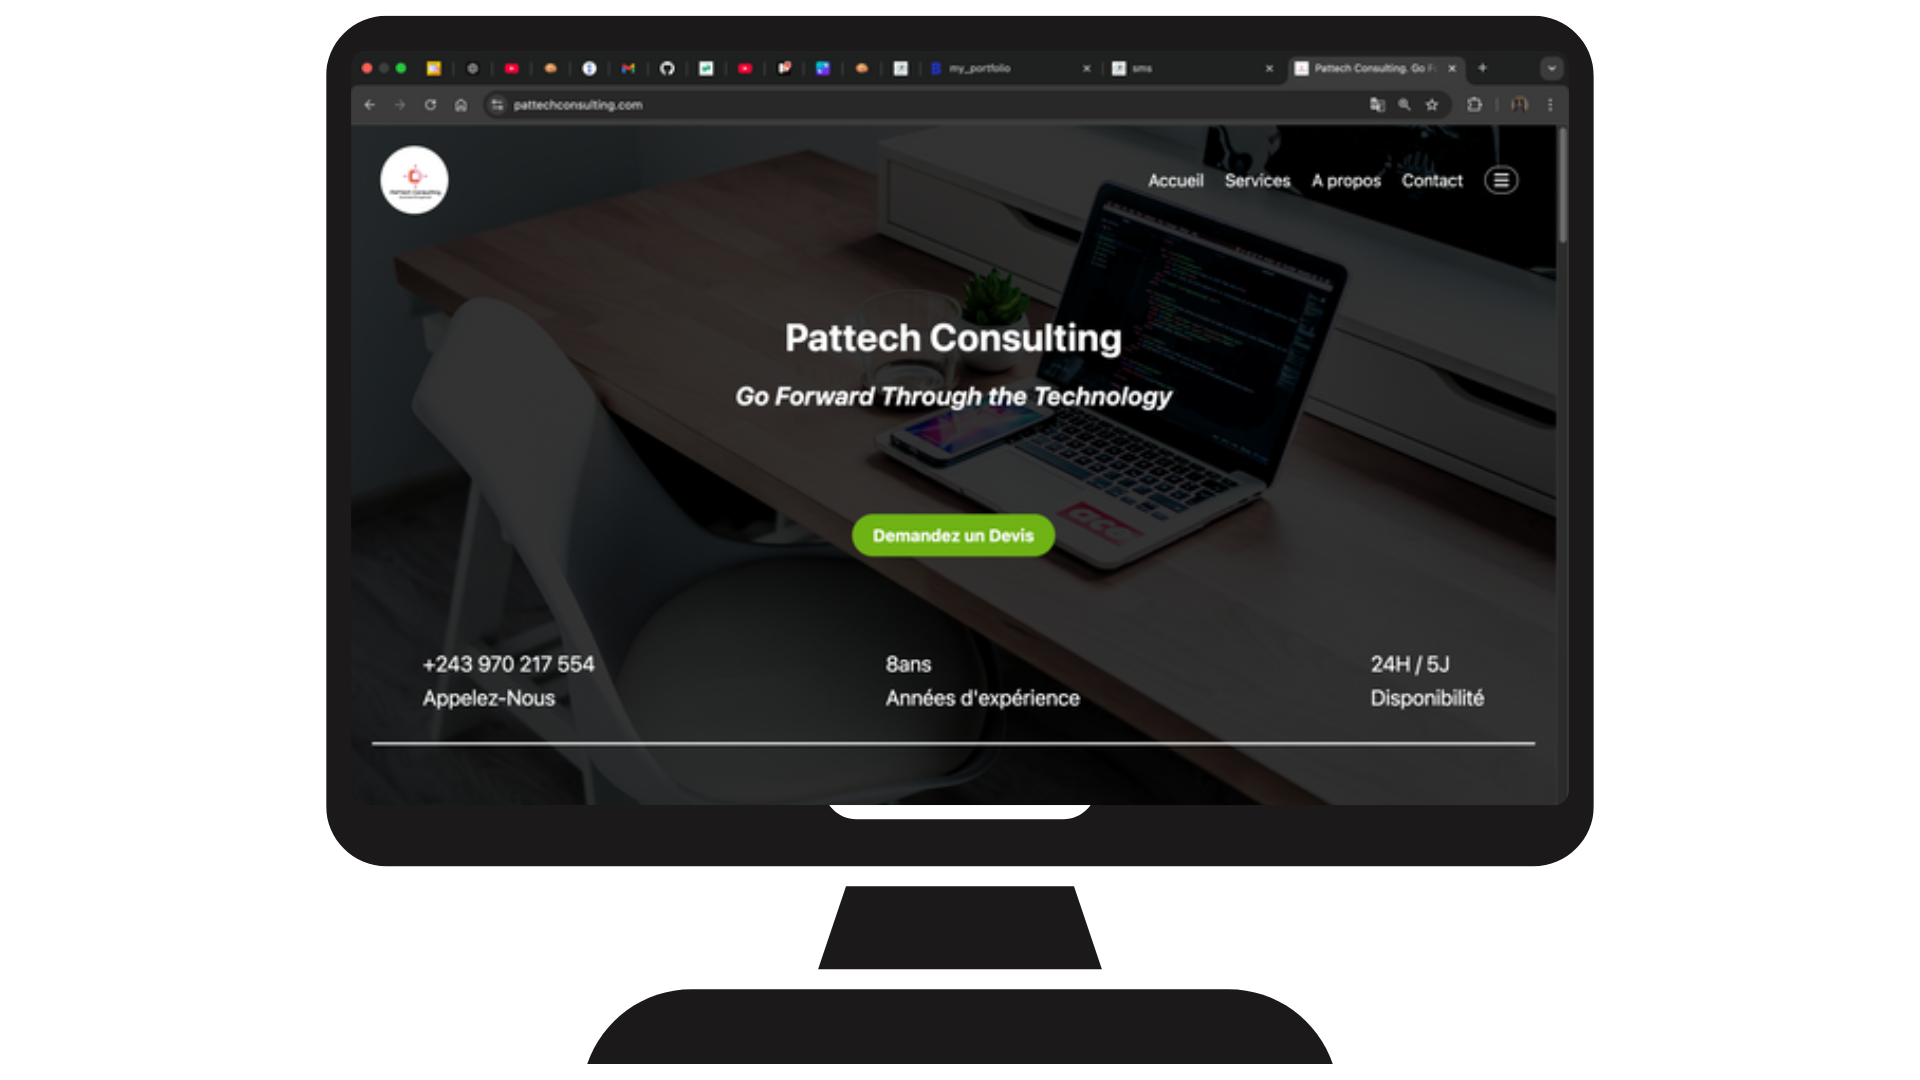 my_portfolio
sms
Pattech Consulting. Go F
pattechconsulting.com
Accueil
Services
A propos
Contact
Pattech Consulting
Go Forward Through the Technology
Demandez un Devis
+243 970 217 554
Appelez-Nous
8ans
Années d'expérience
24H / 5J
Disponibilité